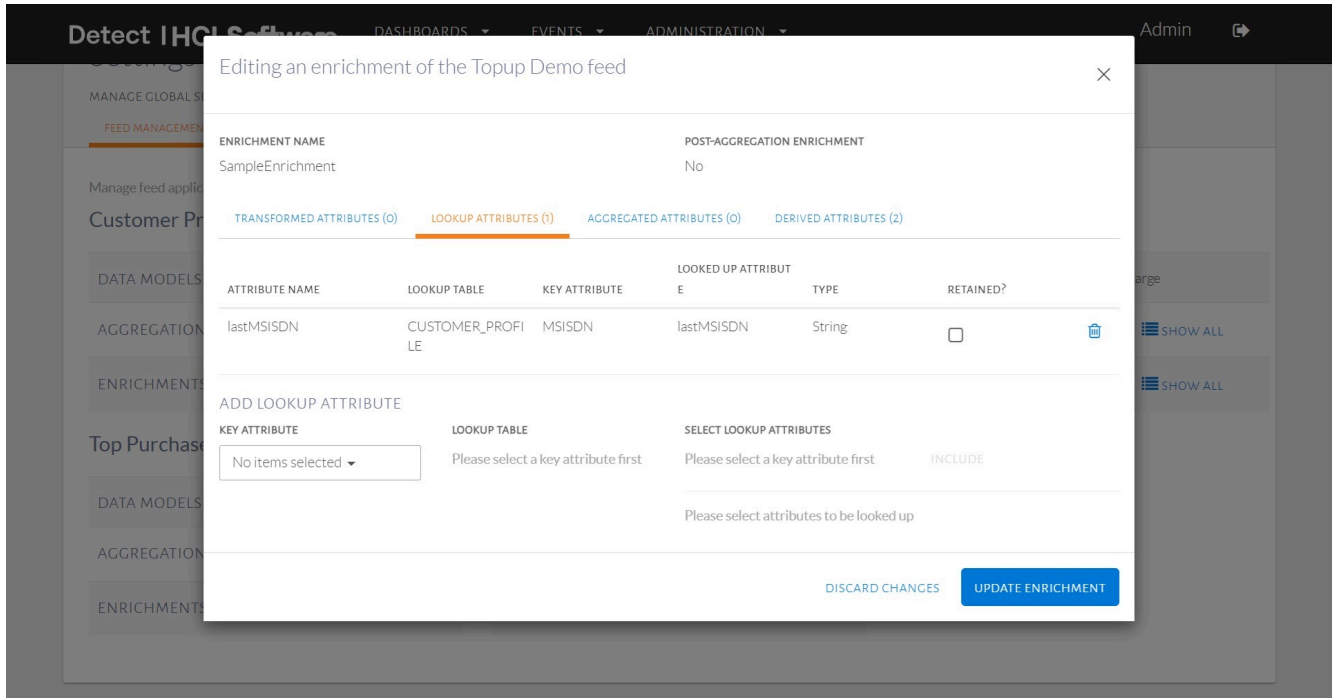 Detect | HCLSoftware DASHBOARDS EVENTS ADMINISTRATION Admin
MANAGE GLOBAL S
FEED MANAGEMEN
Manage feed applic
Customer Pr
DATA MODELS arge
AGGREGATION SHOW ALL
ENRICHMENTS SHOW ALL
Top Purchase
DATA MODELS
AGGREGATION
ENRICHMENTS
Editing an enrichment of the Topup Demo feed
ENRICHMENT NAME POST-AGGREGATION ENRICHMENT
SampleEnrichment No
TRANSFORMED ATTRIBUTES (0) LOOKUP ATTRIBUTES (1) AGGREGATED ATTRIBUTES (0) DERIVED ATTRIBUTES (2)
LOOKED UP ATTRIBUT
ATTRIBUTE NAME LOOKUP TABLE KEY ATTRIBUTE E TYPE RETAINED?
lastMSISDN CUSTOMER_PROFI MSISDN lastMSISDN String
LE
ADD LOOKUP ATTRIBUTE
KEY ATTRIBUTE LOOKUP TABLE SELECT LOOKUP ATTRIBUTES
No items selected Please select a key attribute first Please select a key attribute first INCLUDE
Please select attributes to be looked up
DISCARD CHANGES UPDATE ENRICHMENT